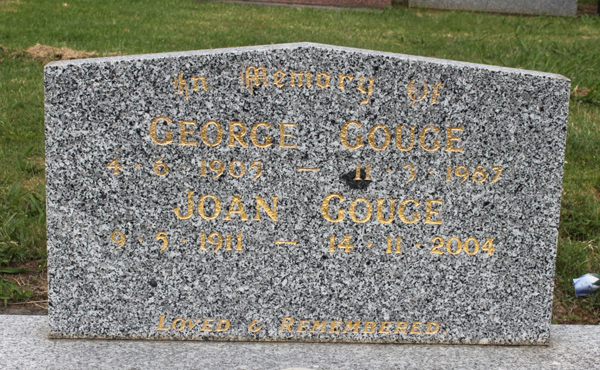 In Memory Of
GEORGE GOUGE
4 · 6 · 1905 — 11 · 3 · 1987
JOAN GOUGE
9 · 5 · 1911 — 14 · 11 · 2004
LOVED & REMEMBERED